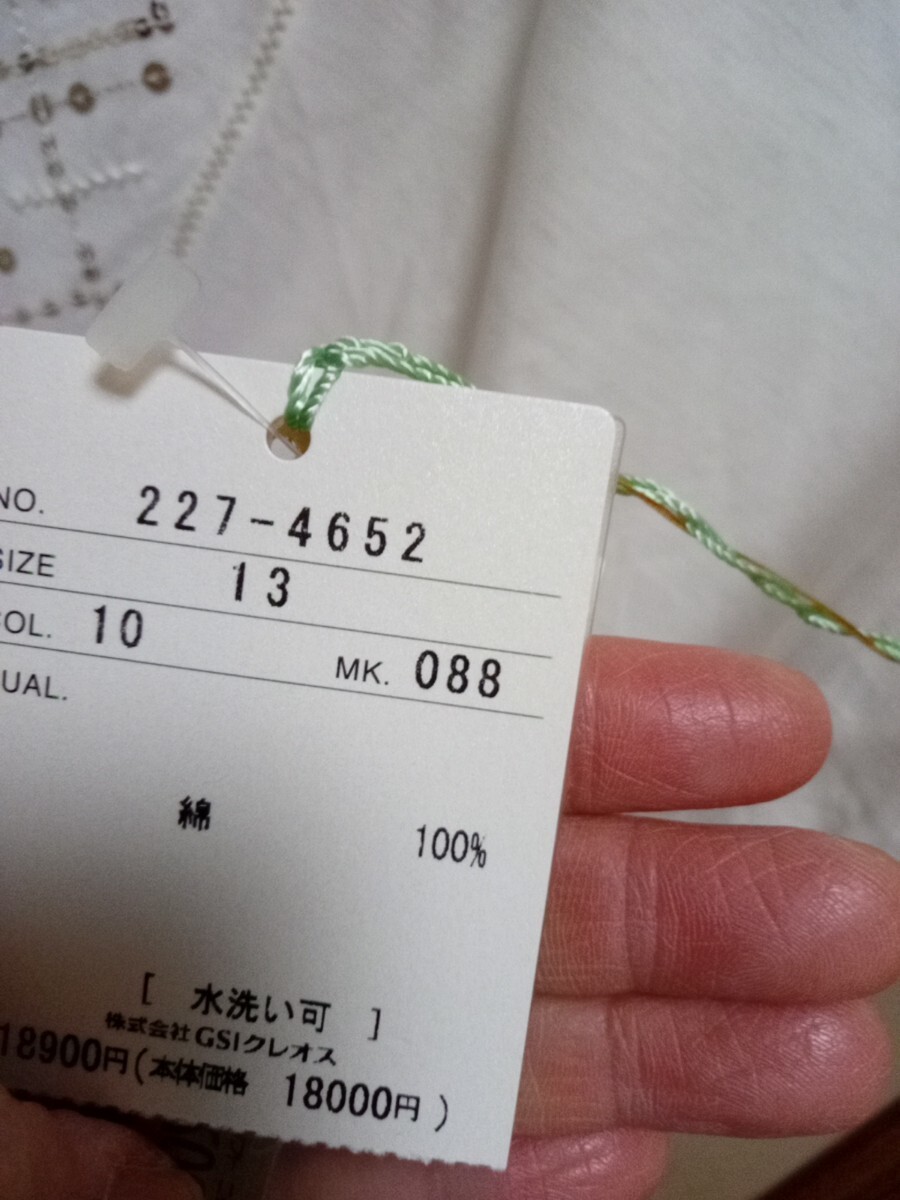 NO. 227-4652
SIZE 13
COL. 10 MK. 088
UAL.
綿 100%
[ 水洗い可 ]
株式会社GSIクレオス
18900円(本体価格 18000円)